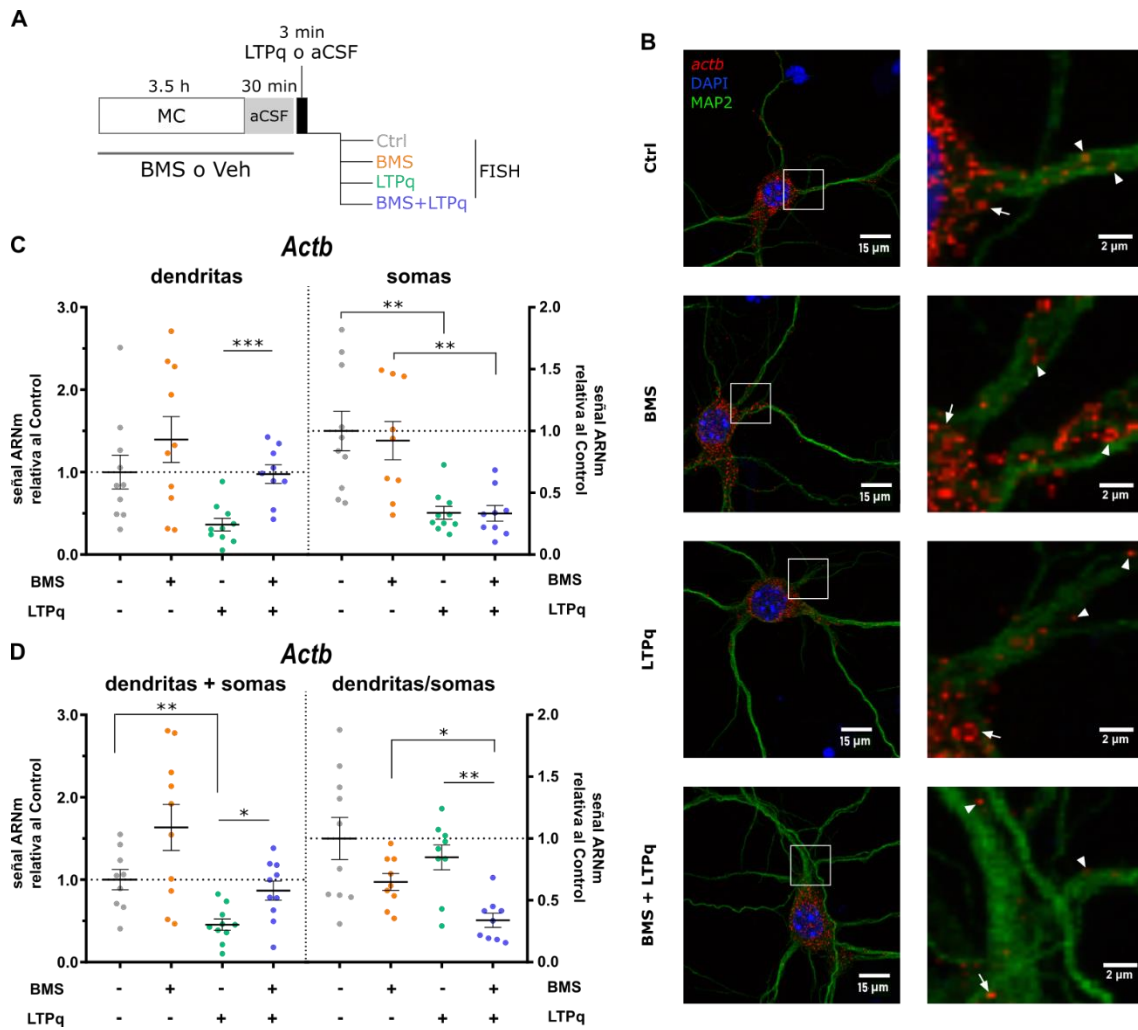 A
3 min
LTPq o aCSF
3.5 h
30 min
MC
aCSF
BMS o Veh
Ctrl
BMS
LTPq
BMS+LTPq
FISH
B
actb
DAPI
MAP2
Ctrl
15 µm
2 µm
BMS
15 µm
2 µm
LTPq
15 µm
2 µm
BMS + LTPq
15 µm
2 µm
C
Actb
dendritas
somas
señal ARNm
relativa al Control
3.0
2.0
1.0
0.0
***
**
**
2.0
1.5
1.0
0.5
0.0
señal ARNm
relativa al Control
BMS - + - + - + - + BMS
LTPq - - + + - - + + LTPq
D
Actb
dendritas + somas
dendritas/somas
señal ARNm
relativa al Control
3.0
2.0
1.0
0.0
**
*
*
**
2.0
1.5
1.0
0.5
0.0
señal ARNm
relativa al Control
BMS - + - + - + - + BMS
LTPq - - + + - - + + LTPq